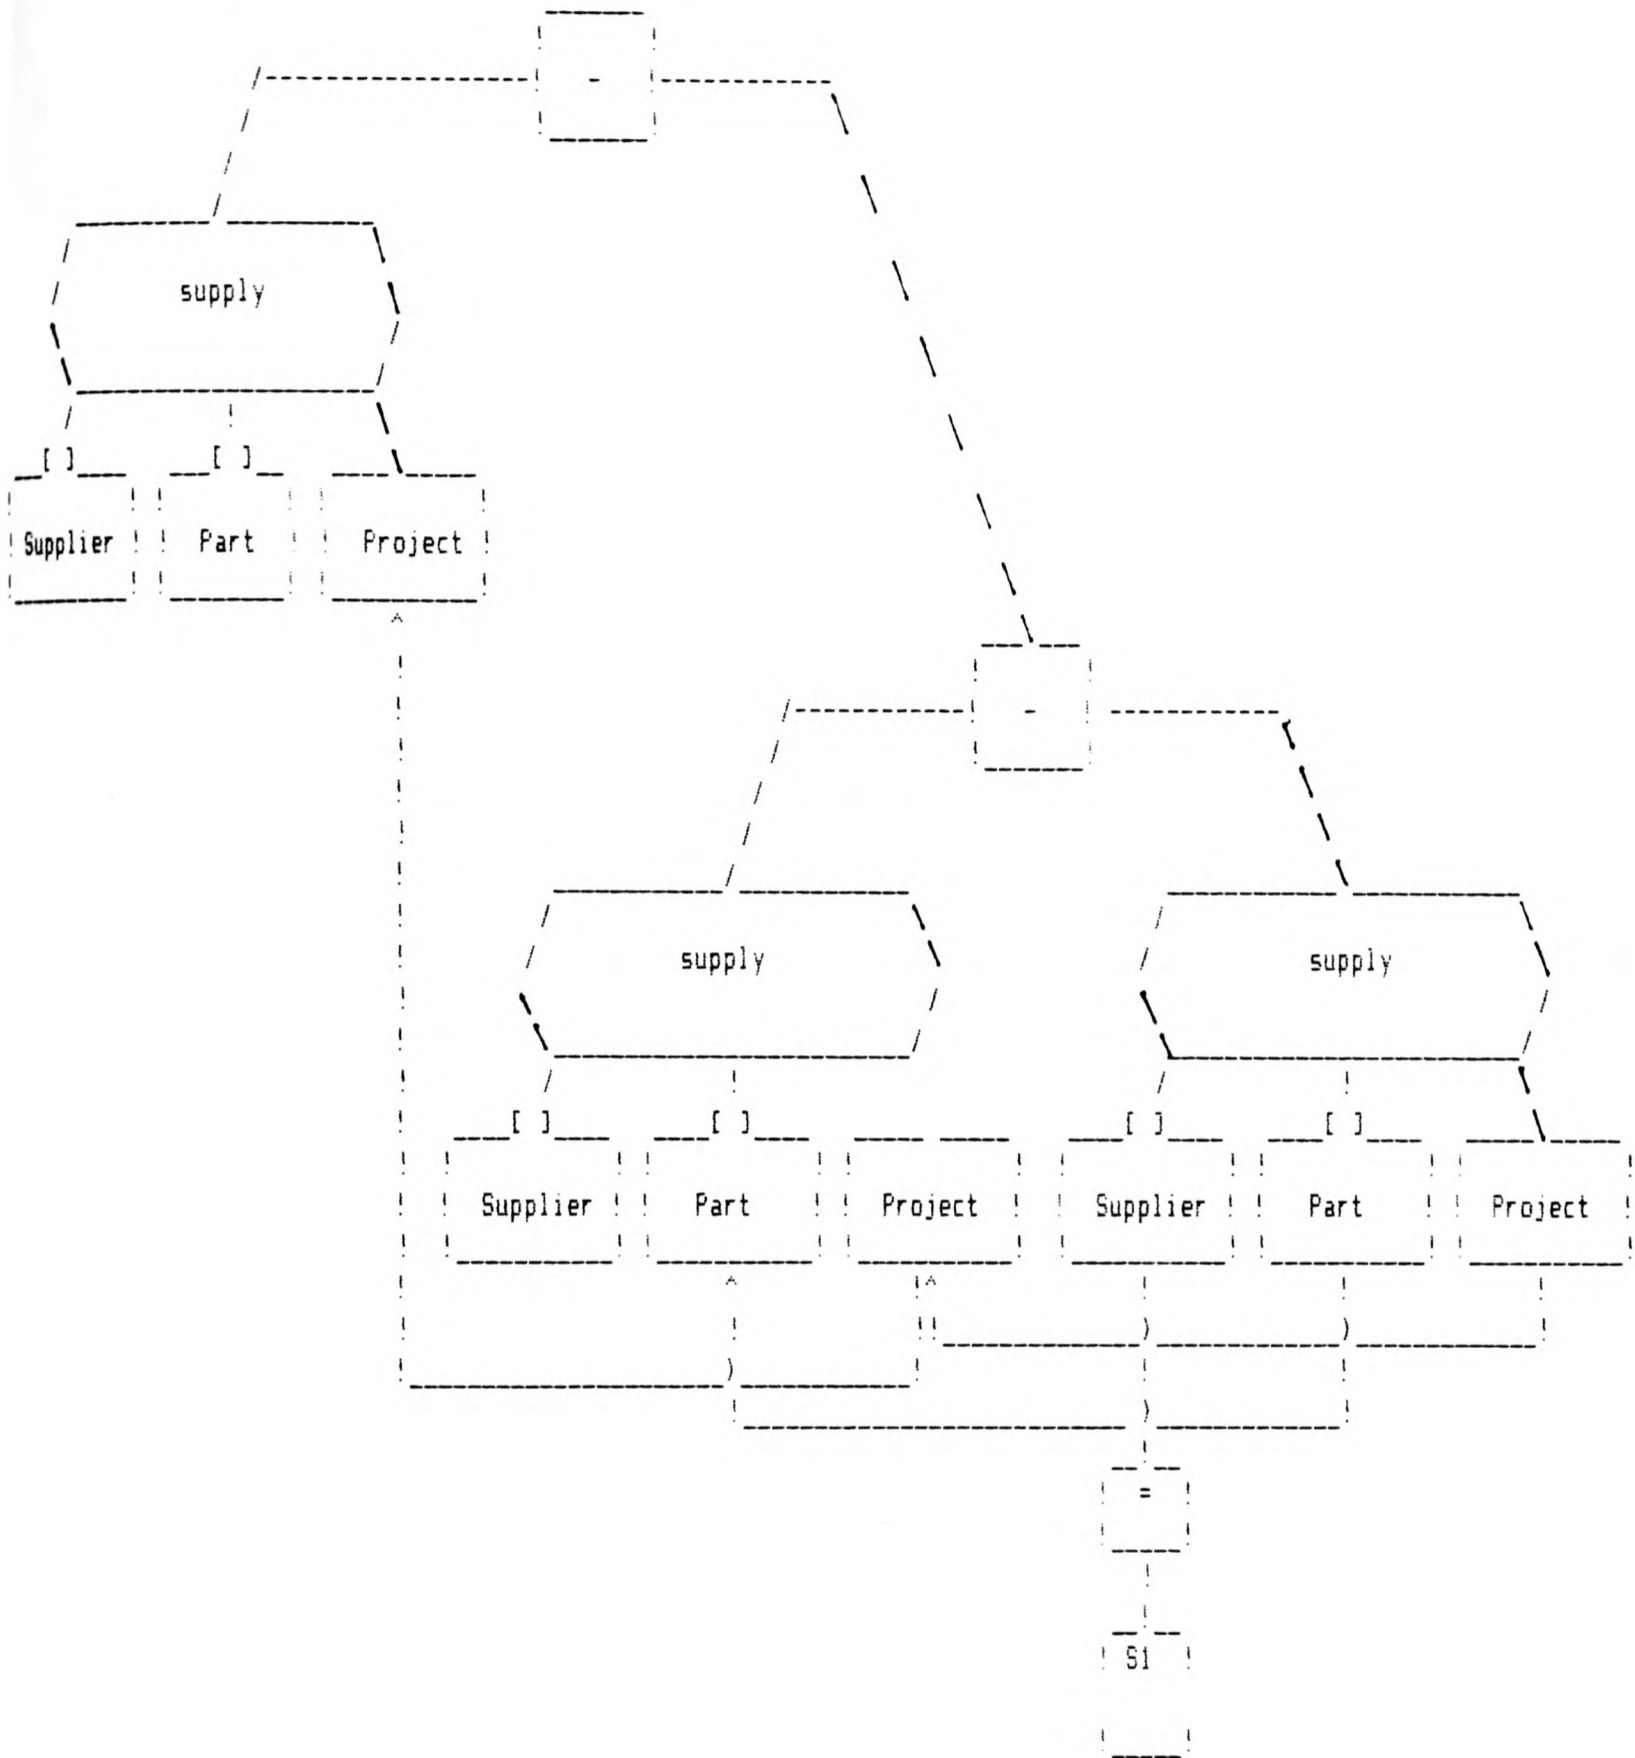 -
supply
[ ] [ ]
Supplier Part Project
-
supply supply
[ ] [ ] [ ] [ ]
Supplier Part Project Supplier Part Project
=
S1